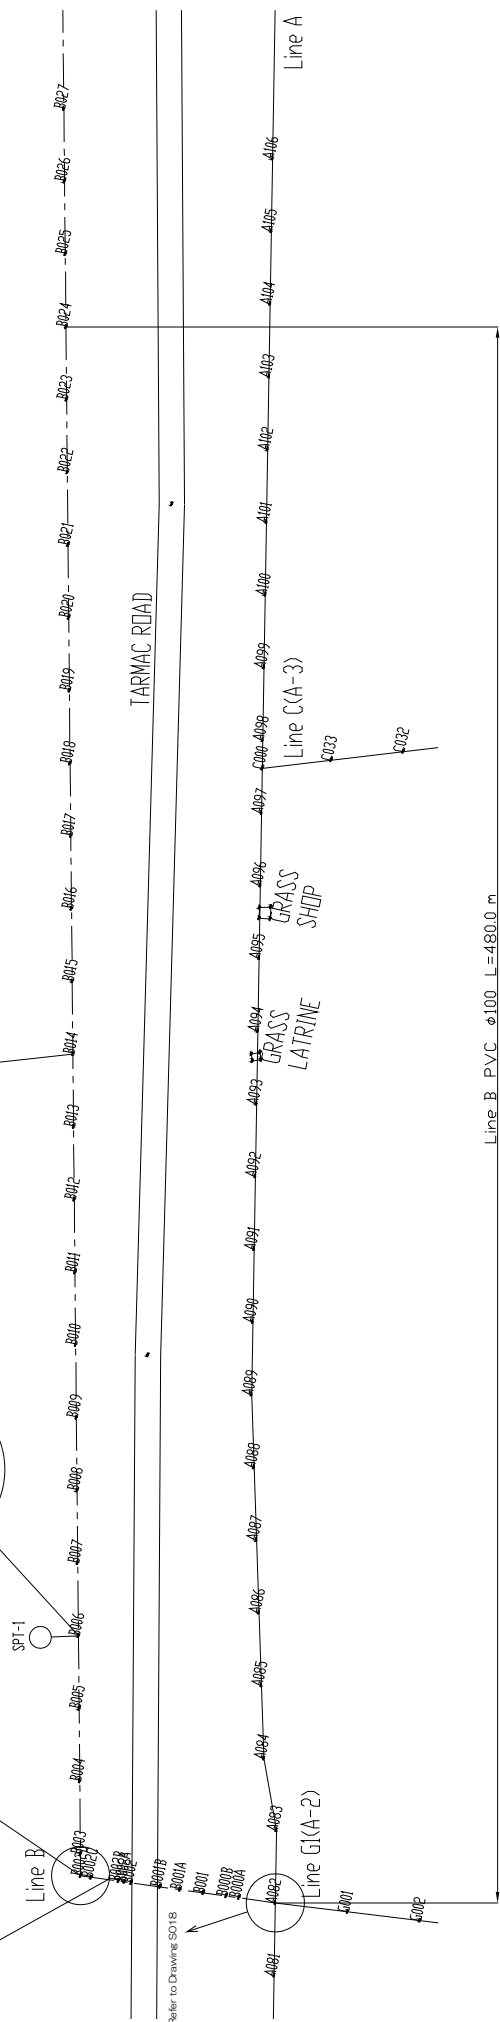 Line A
B027
A106
B026
A105
B025
A104
B024
A103
B023
A102
B022
A101
B021
A100
B020
TARMAC ROAD
A099
B019
Line C(A-3)
A098
C000
C033
C032
B018
A097
B017
A096
B016
GRASS
SHOP
A095
B015
A094
GRASS
LATRINE
B014
A093
B013
Line B PVC φ100 L=480.0 m
A092
B012
A091
B011
A090
B010
A089
B009
A088
B008
A087
B007
A086
B006
SPT-1
A085
B005
A084
B004
A083
B003
Line B
B002
B001B
B001A
B001
B000B
B000A
A082
Line G1(A-2)
G001
G002
Refer to Drawing S018
A081